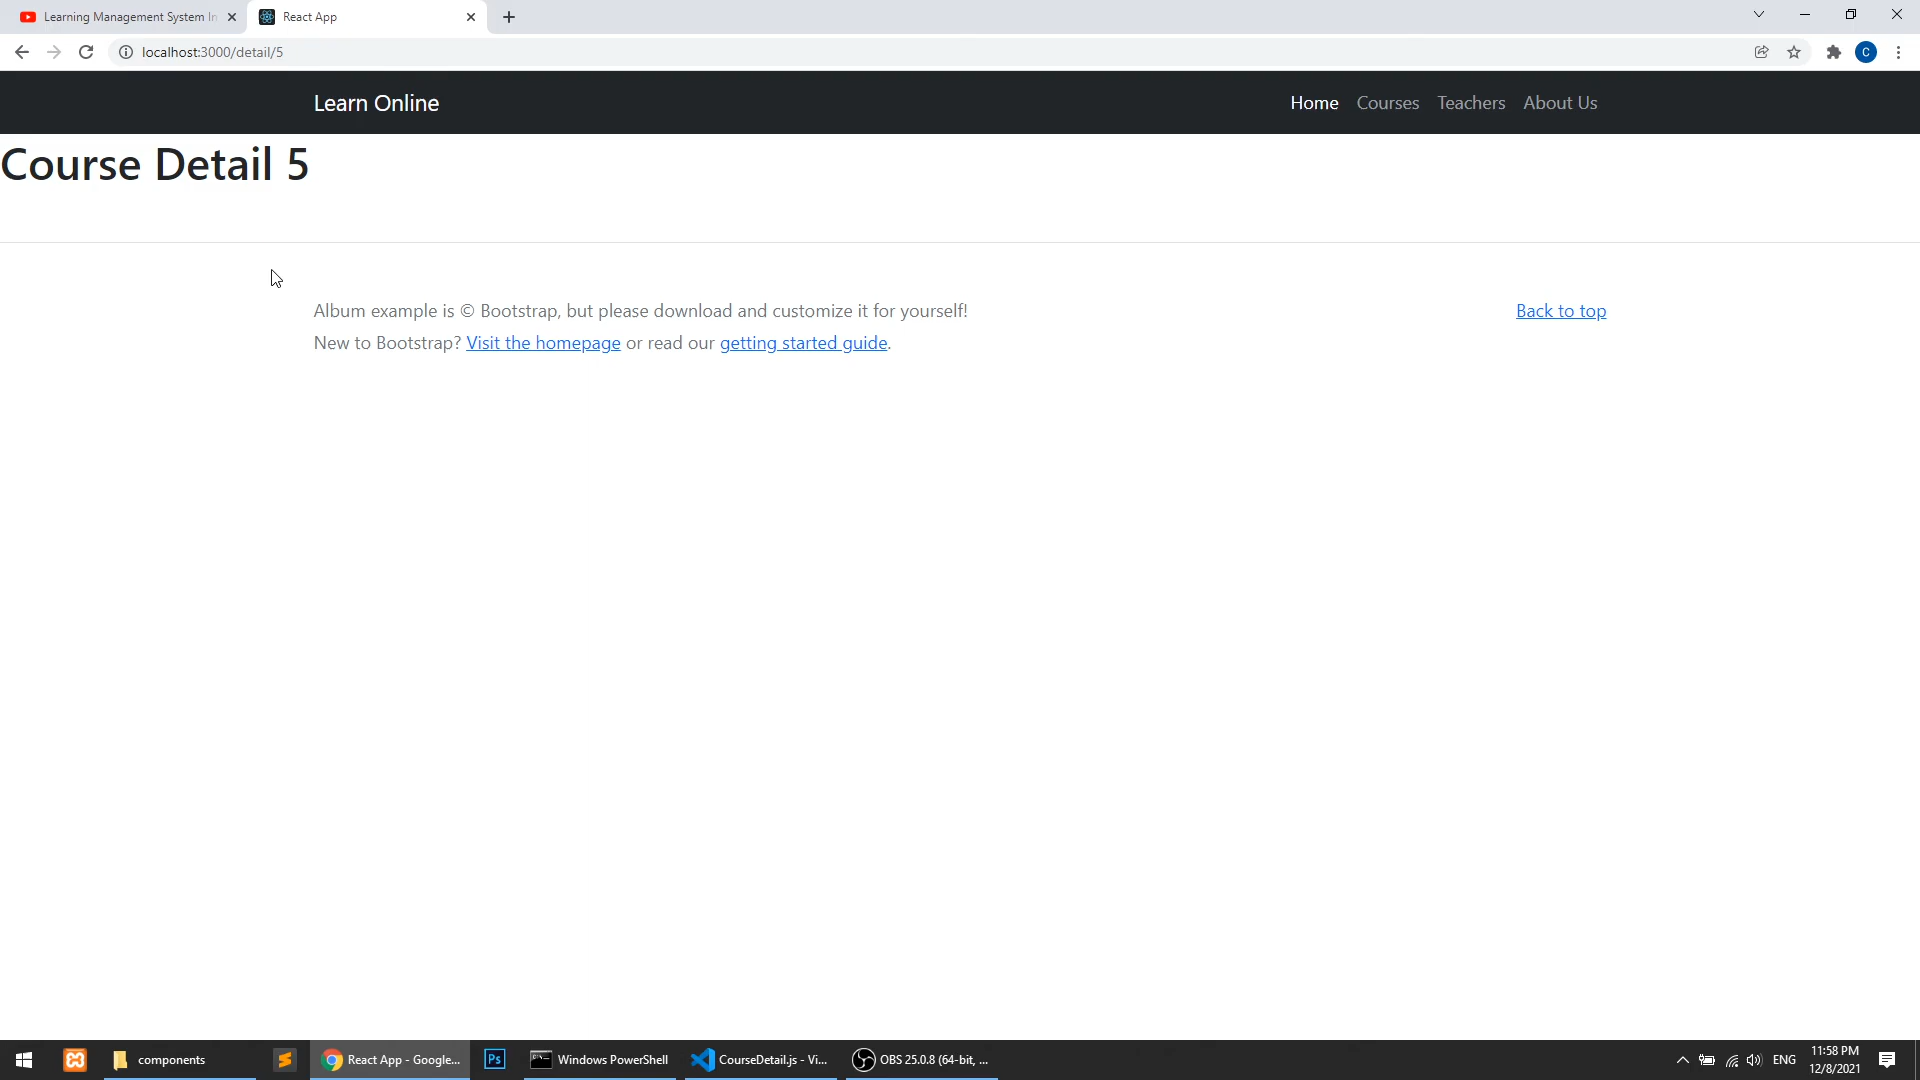 Learning Management System In
React App
localhost:3000/detail/5
C
Learn Online
Home Courses Teachers About Us
Course Detail 5
Album example is © Bootstrap, but please download and customize it for yourself!
Back to top
New to Bootstrap? Visit the homepage or read our getting started guide.
components
React App - Google...
Ps
Windows PowerShell
CourseDetail.js - Vi...
OBS 25.0.8 (64-bit, ...
ENG
11:58 PM
12/8/2021